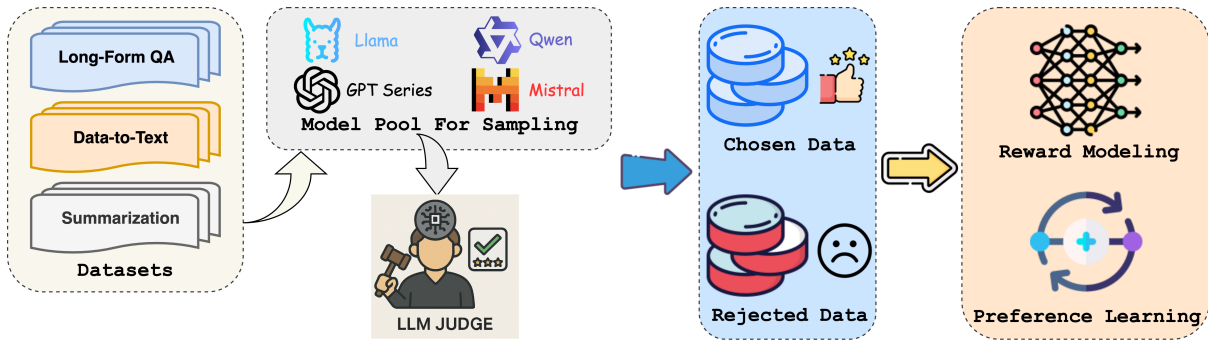 Long-Form QA
Data-to-Text
Summarization
Datasets
Llama
Qwen
GPT Series
Mistral
Model Pool For Sampling
LLM JUDGE
Chosen Data
Rejected Data
Reward Modeling
Preference Learning